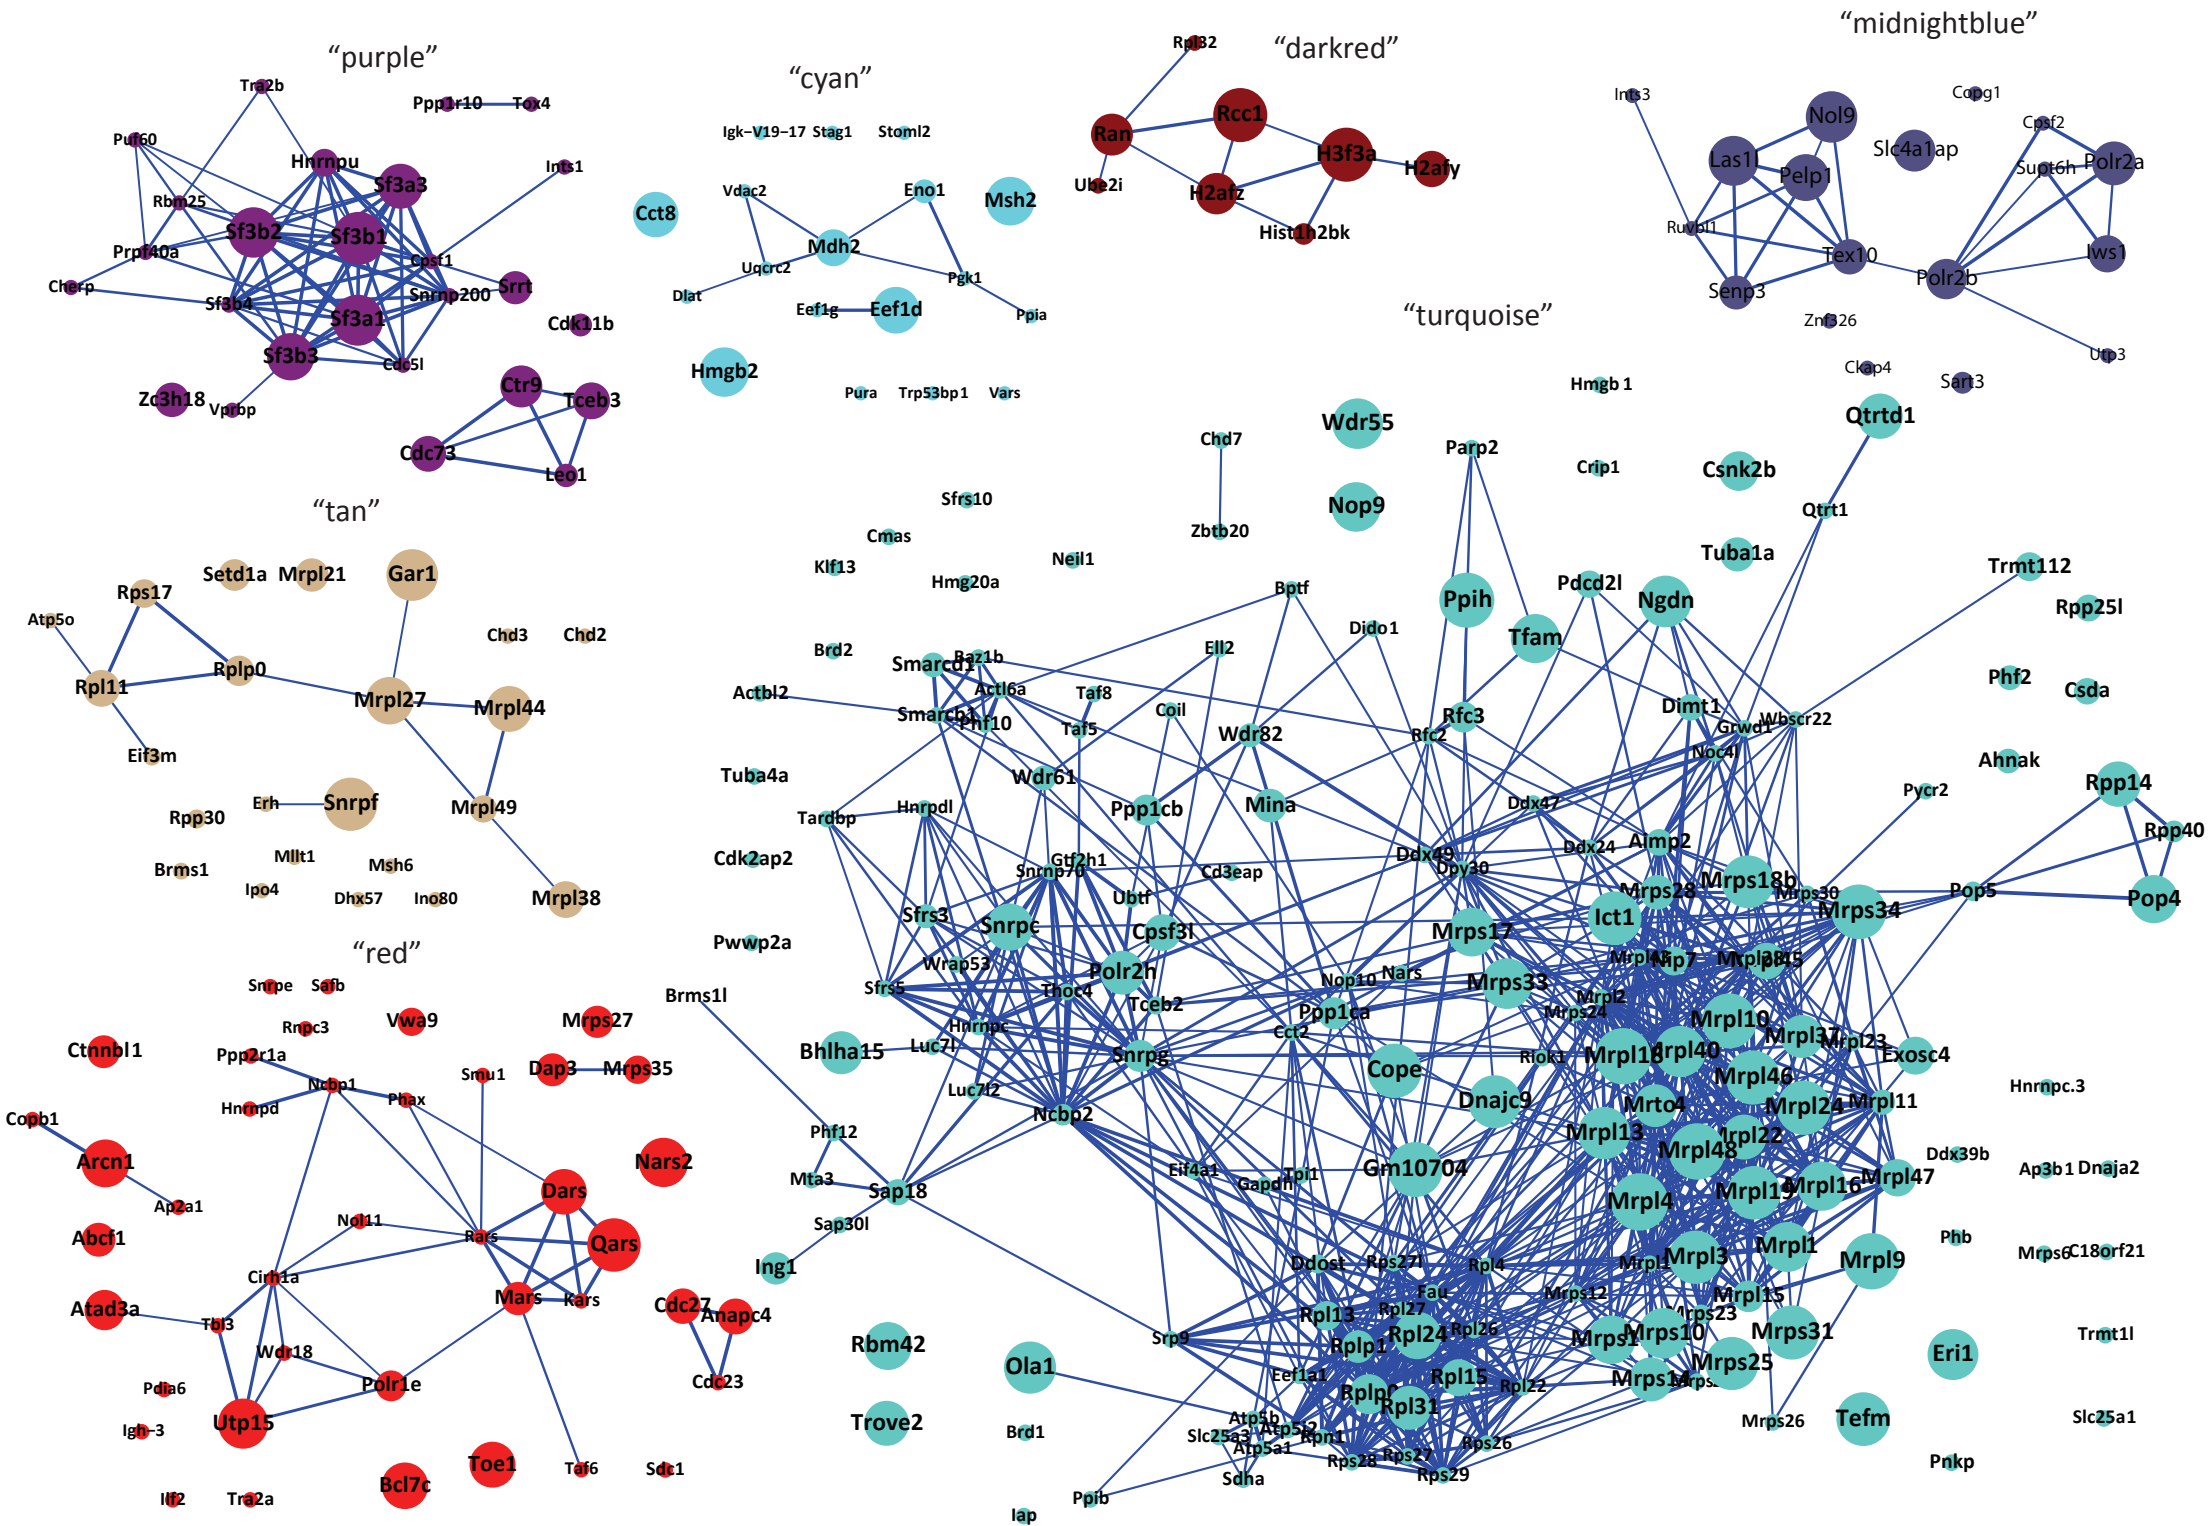 “purple”
Tra2b
Ppp1r10
Tox4
Puf60
Hnrnpu
Sf3a3
Ints1
Rbm25
Sf3b2
Sf3b1
Prpf40a
Cpsf1
Cherp
Sf3b4
Snrnp200
Srrt
Sf3a1
Cdk11b
Sf3b3
Cdc5l
Zc3h18
Vprbp
Ctr9
Tceb3
Cdc73
Leo1
“cyan”
Igk−V19−17
Stag1
Stoml2
Vdac2
Eno1
Cct8
Msh2
Mdh2
Uqcrc2
Pgk1
Dlat
Eef1g
Eef1d
Ppia
Hmgb2
Pura
Trp53bp1
Vars
“darkred”
Rpl32
Rcc1
Ran
H3f3a
H2afy
Ube2i
H2afz
Hist1h2bk
“midnightblue”
Ints3
Copg1
Nol9
Cpsf2
Las1l
Slc4a1ap
Polr2a
Supt6h
Pelp1
Ruvbl1
Tex10
Iws1
Polr2b
Senp3
Znf326
Utp3
Ckap4
Sart3
“tan”
Setd1a
Mrpl21
Gar1
Rps17
Atp5o
Chd3
Chd2
Rplp0
Rpl11
Mrpl27
Mrpl44
Eif3m
Erh
Snrpf
Mrpl49
Rpp30
Mllt1
Msh6
Brms1
Ipo4
Dhx57
Ino80
Mrpl38
“red”
Snrpe
Safb
Rnpc3
Vwa9
Mrps27
Ctnnbl1
Ppp2r1a
Dap3
Mrps35
Smu1
Ncbp1
Phax
Hnrnpd
Copb1
Arcn1
Nars2
Dars
Ap2a1
Nol11
Abcf1
Rars
Qars
Cirh1a
Mars
Kars
Atad3a
Cdc27
Anapc4
Tbl3
Wdr18
Cdc23
Pdia6
Polr1e
Utp15
Igh−3
Toe1
Taf6
Sdc1
Bcl7c
Ilf2
Tra2a
“turquoise”
Hmgb1
Qtrtd1
Wdr55
Chd7
Parp2
Crip1
Csnk2b
Sfrs10
Nop9
Qtrt1
Zbtb20
Cmas
Neil1
Tuba1a
Klf13
Hmg20a
Trmt112
Bptf
Ppih
Pdcd2l
Ngdn
Rpp25l
Dido1
Tfam
Brd2
Ell2
Smarcd1
Baz1b
Phf2
Csda
Actbl2
Actl6a
Taf8
Smarcb1
Phf10
Taf5
Coil
Wdr82
Rfc2
Rfc3
Dimt1
Grwd1
Wbscr22
Noc4l
Ahnak
Tuba4a
Wdr61
Rpp14
Pycr2
Tardbp
Hnrpdl
Ppp1cb
Mina
Ddx47
Rpp40
Aimp2
Cdk2ap2
Gtf2h1
Snrnp70
Cd3eap
Ddx49
Dpy30
Ddx24
Mrps28
Mrps18b
Mrps30
Pop5
Pop4
Ubtf
Sfrs3
Snrpc
Cpsf3l
Mrps17
Ict1
Mrps34
Pwwp2a
Wrap53
Polr2h
Nip7
Sfrs5
Thoc4
Tceb2
Nop10
Nars
Mrps33
Mrpl2
Mrps24
Brms1l
Ppp1ca
Cct2
Hnrnpc
Mrpl10
Mrpl37
Mrpl23
Bhlha15
Luc7l
Snrpg
Riok1
Mrpl18
Mrpl40
Exosc4
Cope
Mrpl46
Hnrnpc.3
Luc7l2
Ncbp2
Dnajc9
Mrto4
Mrpl24
Mrpl11
Phf12
Mrpl13
Mrpl22
Mrpl48
Ddx39b
Mta3
Sap18
Eif4a1
Gapdh
Tpi1
Gm10704
Mrpl4
Mrpl19
Mrpl16
Mrpl47
Ap3b1
Dnaja2
Sap30l
Phb
Ing1
Ddost
Rps27l
Rpl4
Mrpl3
Mrpl1
Mrpl9
Mrps6
C18orf21
Fau
Mrps12
Mrpl15
Rpl13
Rpl27
Rpl26
Mrps23
Rbm42
Srp9
Rplp1
Rpl24
Mrps10
Mrps31
Trmt1l
Ola1
Mrps25
Eri1
Eef1a1
Rpl15
Rpl22
Mrps14
Rplp0
Rpl31
Trove2
Brd1
Atp5b
Slc25a3
Atp5a1
Rpn1
Mrps26
Tefm
Slc25a1
Rps28
Rps27
Rps26
Rps29
Sdha
Pnkp
Ppib
Iap